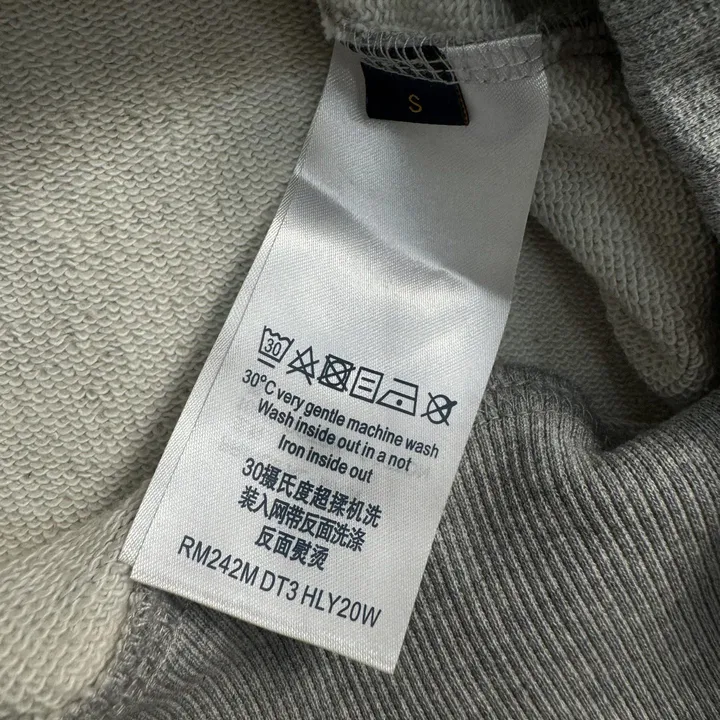 S
30
30°C very gentle machine wash
Wash inside out in a not
Iron inside out
30摄氏度超揉机洗
装入网带反面洗涤
反面熨烫
RM242M DT3 HLY20W